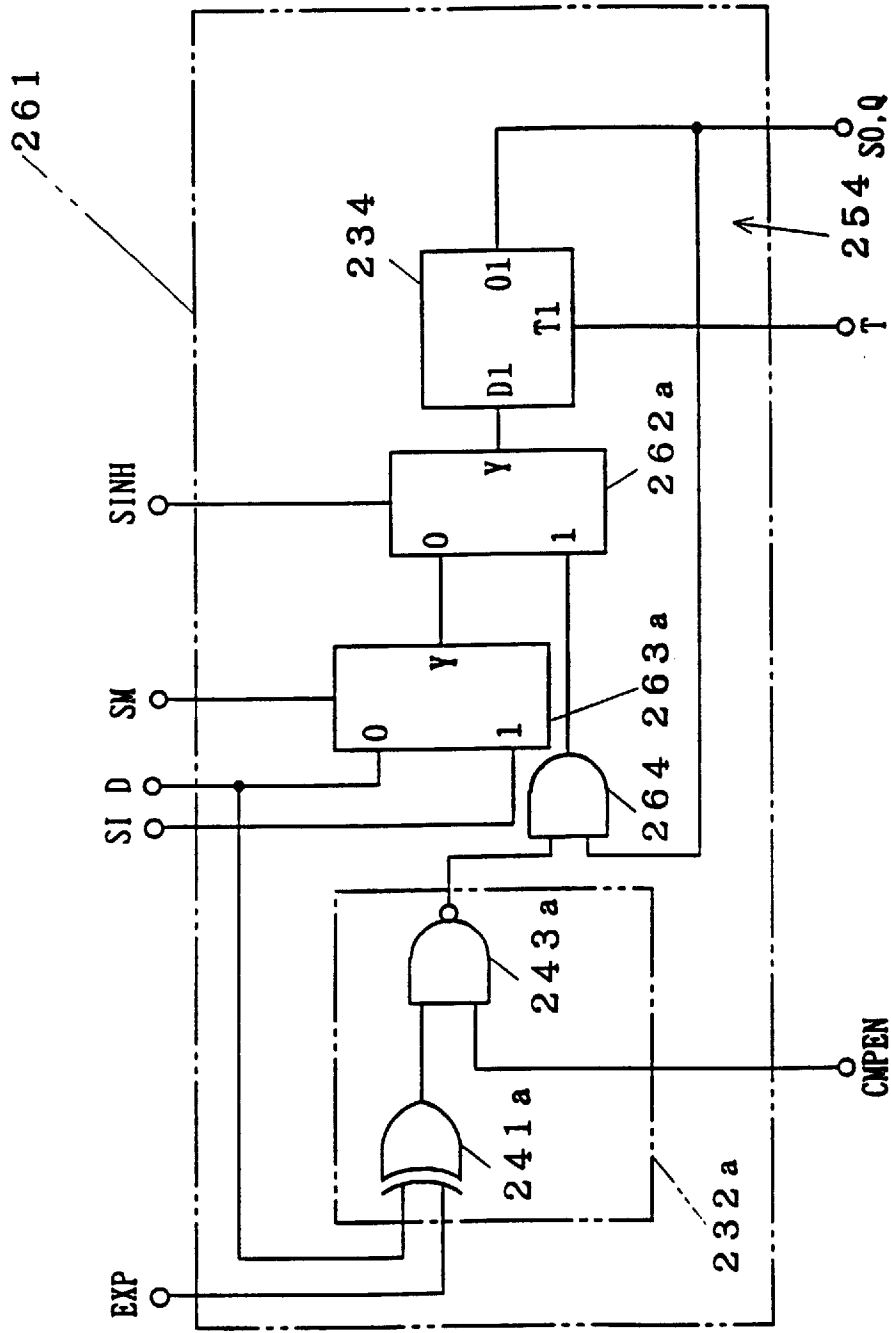 261
SINH
SM
SI D
EXP
234
D1
T1
O1
0
1
Y
262a
0
1
Y
263a
264
243a
241a
232a
254
SO,Q
T
CMPEN